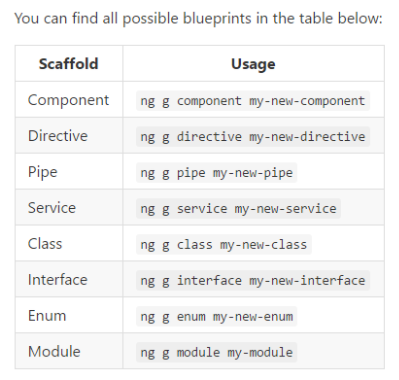 You can find all possible blueprints in the table below:
Scaffold Usage
Component ng g component my-new-component
Directive ng g directive my-new-directive
Pipe ng g pipe my-new-pipe
Service ng g service my-new-service
Class ng g class my-new-class
Interface ng g interface my-new-interface
Enum ng g enum my-new-enum
Module ng g module my-module